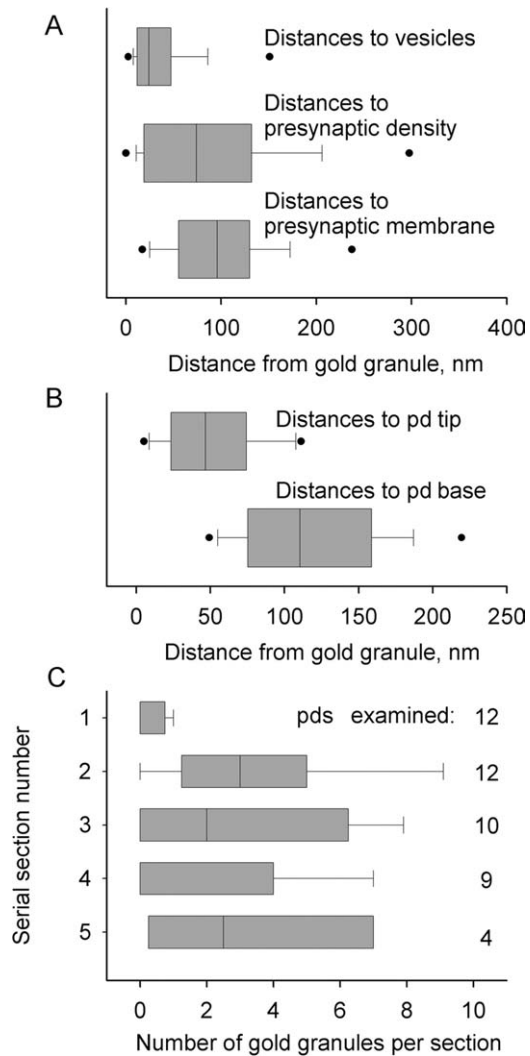 A
Distances to vesicles
Distances to
presynaptic density
Distances to
presynaptic membrane
0 100 200 300 400
Distance from gold granule, nm
B
Distances to pd tip
Distances to pd base
0 50 100 150 200 250
Distance from gold granule, nm
C
Serial section number
1 pds examined: 12
2 12
3 10
4 9
5 4
0 2 4 6 8 10
Number of gold granules per section